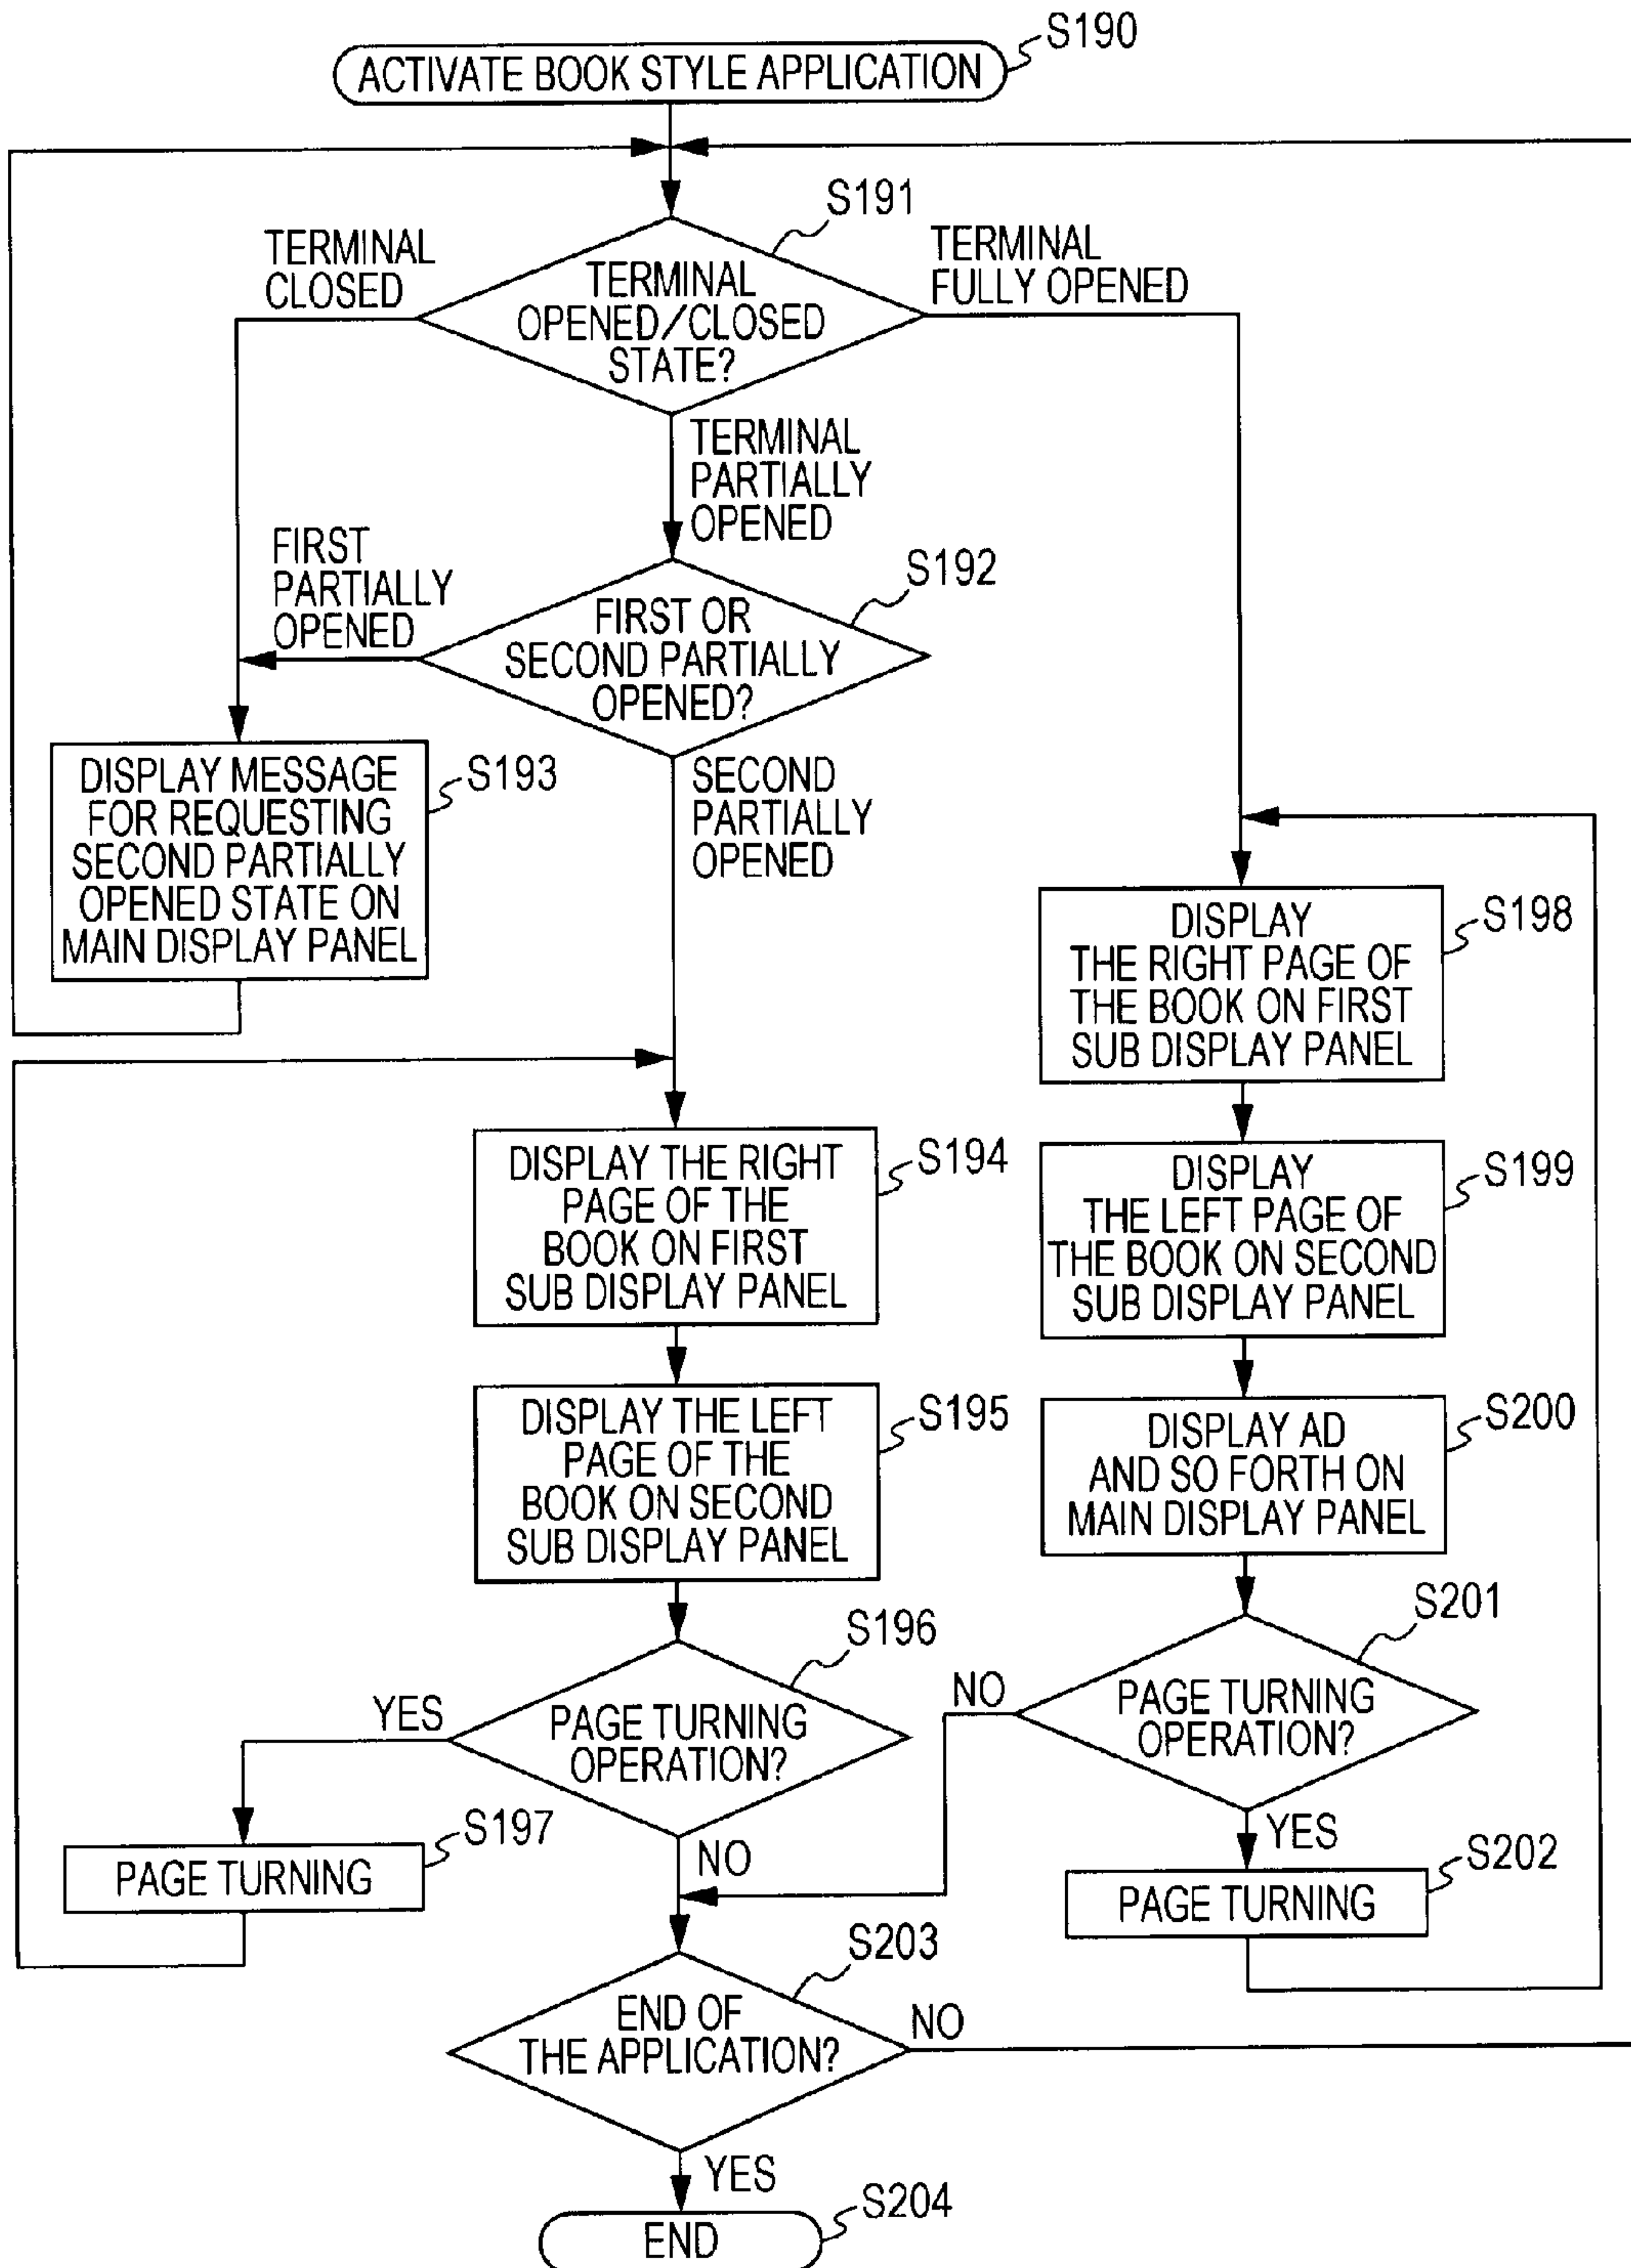 S190
ACTIVATE BOOK STYLE APPLICATION
S191
TERMINAL
CLOSED
TERMINAL
FULLY OPENED
TERMINAL
OPENED/CLOSED
STATE?
TERMINAL
PARTIALLY
OPENED
FIRST
PARTIALLY
OPENED
S192
FIRST OR
SECOND PARTIALLY
OPENED?
DISPLAY MESSAGE
FOR REQUESTING
SECOND PARTIALLY
OPENED STATE ON
MAIN DISPLAY PANEL
S193
SECOND
PARTIALLY
OPENED
DISPLAY
THE RIGHT PAGE OF
THE BOOK ON FIRST
SUB DISPLAY PANEL
S198
DISPLAY THE RIGHT
PAGE OF THE
BOOK ON FIRST
SUB DISPLAY PANEL
S194
DISPLAY
THE LEFT PAGE OF
THE BOOK ON SECOND
SUB DISPLAY PANEL
S199
DISPLAY THE LEFT
PAGE OF THE
BOOK ON SECOND
SUB DISPLAY PANEL
S195
DISPLAY AD
AND SO FORTH ON
MAIN DISPLAY PANEL
S200
S196
YES
PAGE TURNING
OPERATION?
S201
NO
PAGE TURNING
OPERATION?
S197
PAGE TURNING
NO
YES
S202
PAGE TURNING
S203
END OF
THE APPLICATION?
NO
YES
S204
END